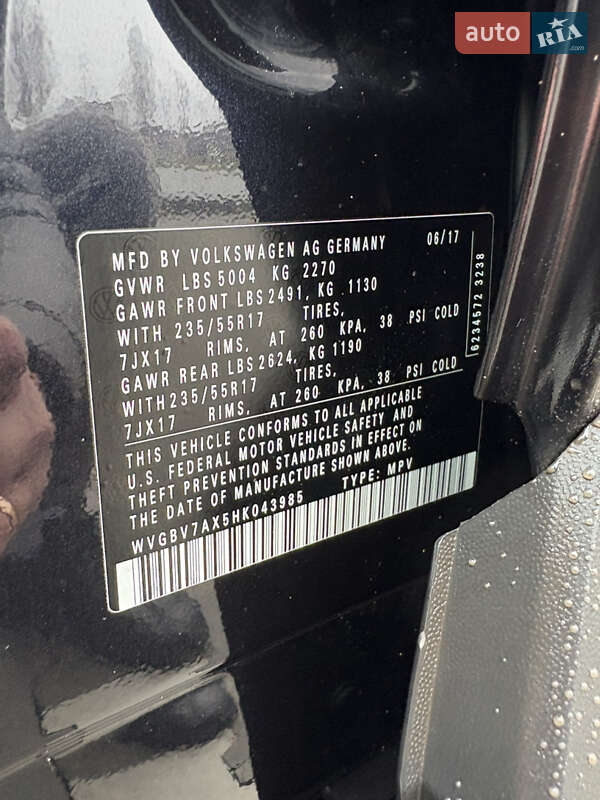 auto RIA .com
MFD BY VOLKSWAGEN AG GERMANY 06/17
GVWR LBS 5004 KG 2270
GAWR FRONT LBS 2491, KG 1130
WITH 235/55R17 TIRES,
7JX17 RIMS, AT 260 KPA, 38 PSI COLD
GAWR REAR LBS 2624, KG 1190
WITH 235/55R17 TIRES,
7JX17 RIMS, AT 260 KPA, 38 PSI COLD
THIS VEHICLE CONFORMS TO ALL APPLICABLE
U.S. FEDERAL MOTOR VEHICLE SAFETY AND
THEFT PREVENTION STANDARDS IN EFFECT ON
THE DATE OF MANUFACTURE SHOWN ABOVE.
WVGBV7AX5HK043985 TYPE: MPV
6234572 3238